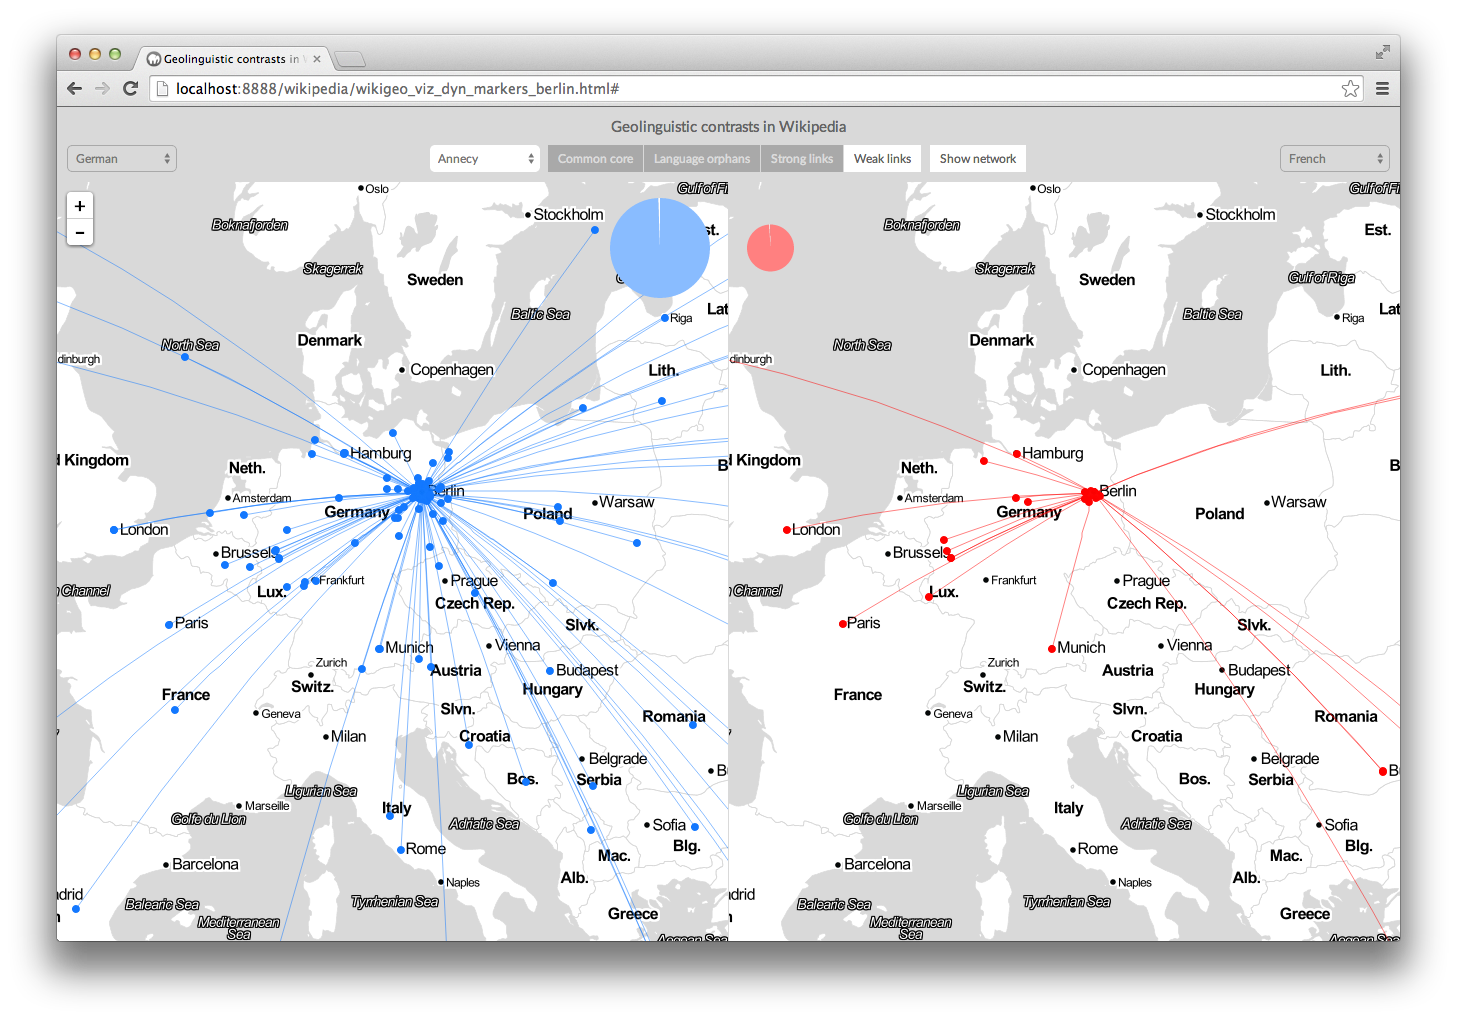 Geolinguistic contrasts in
localhost:8888/wikipedia/wikigeo_viz_dyn_markers_berlin.html#
Geolinguistic contrasts in Wikipedia
German
Annecy
Common core
Language orphans
Strong links
Weak links
Show network
French
+
−
Oslo
Gulf of Fi
Stockholm
Boknafjorden
st.
Skagerrak
Sweden
G
Baltic Sea
Lat
Riga
Denmark
North Sea
dinburgh
Copenhagen
Lith.
Hamburg
d Kingdom
Neth.
B
Berlin
Amsterdam
Warsaw
Germany
Poland
London
Brussels
Frankfurt
Prague
n Channel
Lux.
Czech Rep.
Paris
Slvk.
Munich
Vienna
Zurich
Austria
Budapest
Switz.
Hungary
France
Slvn.
Geneva
Romania
Croatia
Milan
Belgrade
Bos.
Serbia
Bu
Ligurian Sea
Marseille
Italy
Golfe du Lion
Adriatic Sea
Sofia
Rome
Blg.
Mac.
Barcelona
Alb.
Naples
adrid
Balearic Sea
Tyrrhenian Sea
n
Mediterranean
Sea
Greece
Aegean Sea
Oslo
Gulf of Fi
Stockholm
Boknafjorden
Est.
Skagerrak
Sweden
Gulf of Riga
Baltic Sea
Lat
Riga
Denmark
North Sea
dinburgh
Copenhagen
Lith.
Hamburg
d Kingdom
Neth.
B
Berlin
Amsterdam
Warsaw
Germany
Poland
London
Brussels
Frankfurt
Prague
n Channel
Lux.
Czech Rep.
Paris
Slvk.
Munich
Vienna
Zurich
Austria
Budapest
Switz.
Hungary
France
Slvn.
Geneva
Romania
Croatia
Milan
Belgrade
Bos.
Serbia
B
Ligurian Sea
Marseille
Italy
Golfe du Lion
Adriatic Sea
Sofia
Rome
Blg.
Mac.
Barcelona
Alb.
Naples
adrid
Balearic Sea
Tyrrhenian Sea
n
Mediterranean
Sea
Greece
Aegean Sea